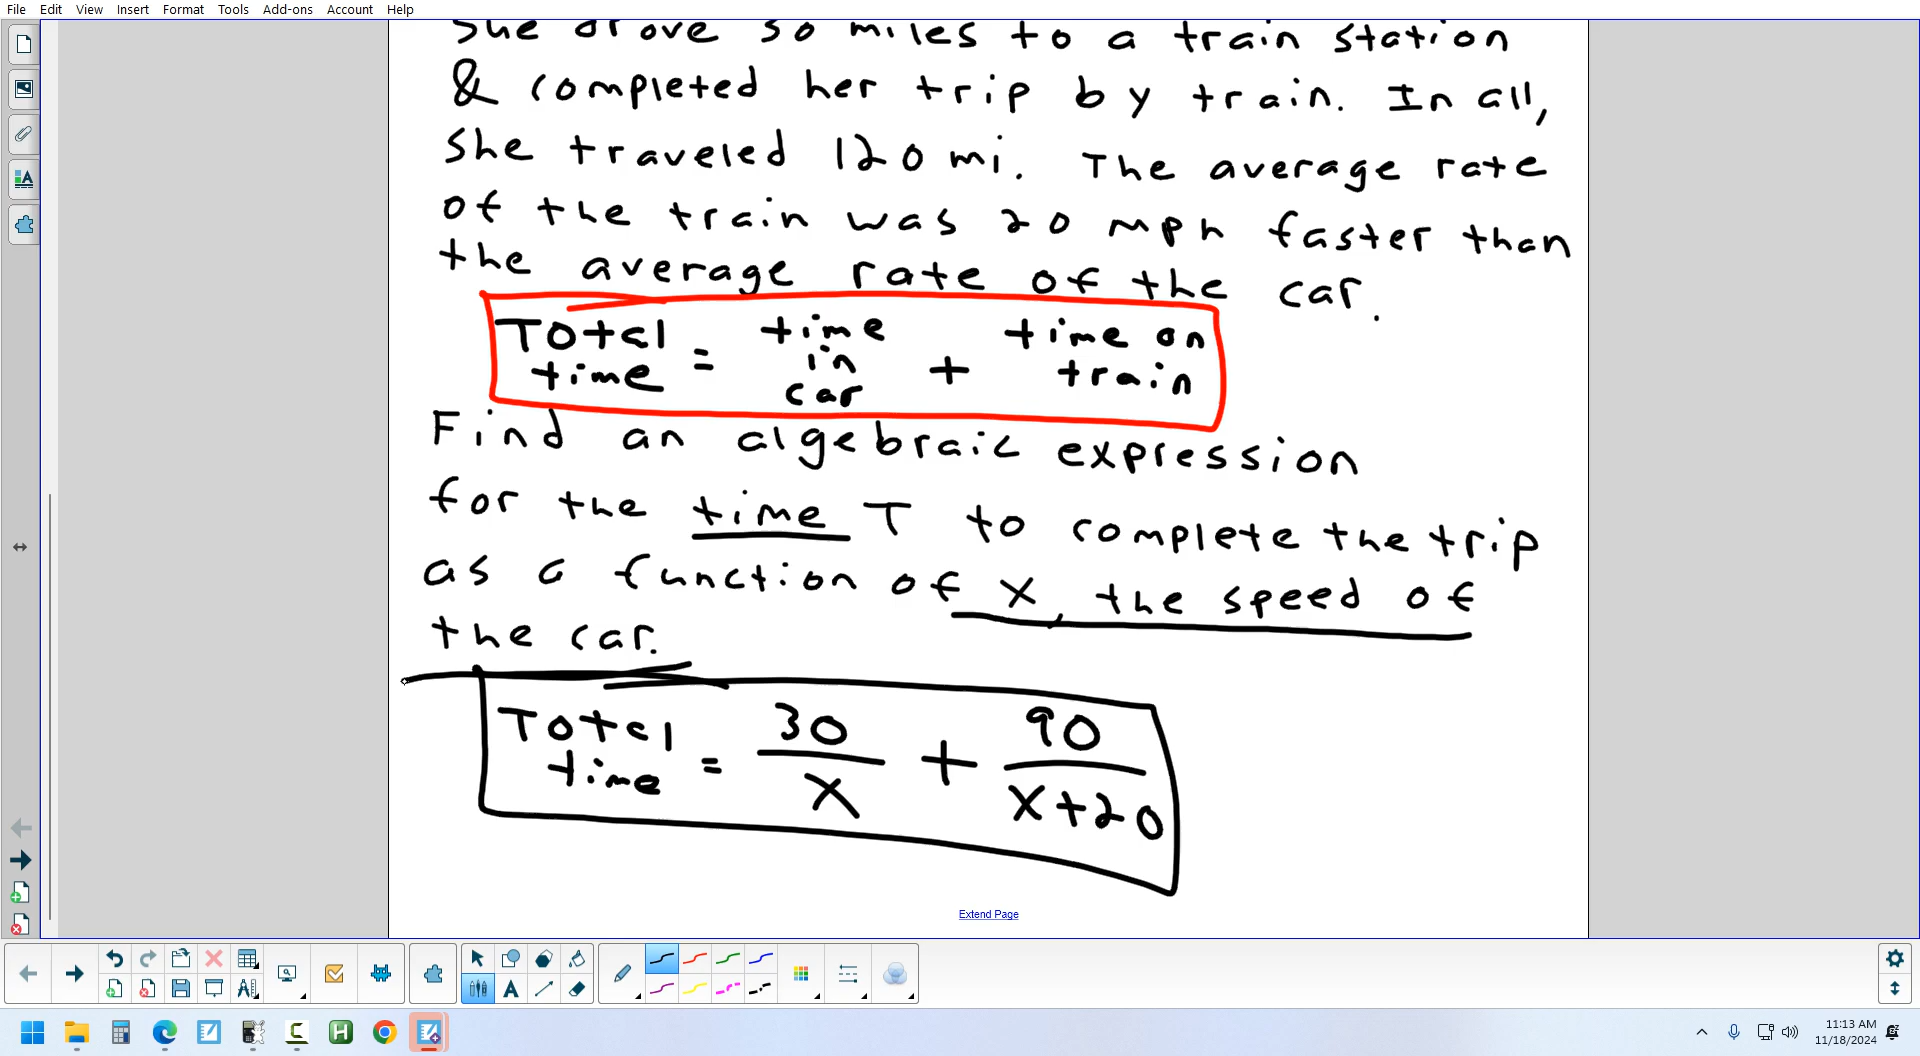 File Edit View Insert Format Tools Add-ons Account Help
She drove 30 miles to a train station
& completed her trip by train. In all,
she traveled 120 mi. The average rate
of the train was 20 mph faster than
the average rate of the car.
Total time = time in car + time on train
Find an algebraic expression
for the time T to complete the trip
as a function of x, the speed of
the car.
Total time = 30/x + 90/(x+20)
Extend Page
11:13 AM
11/18/2024